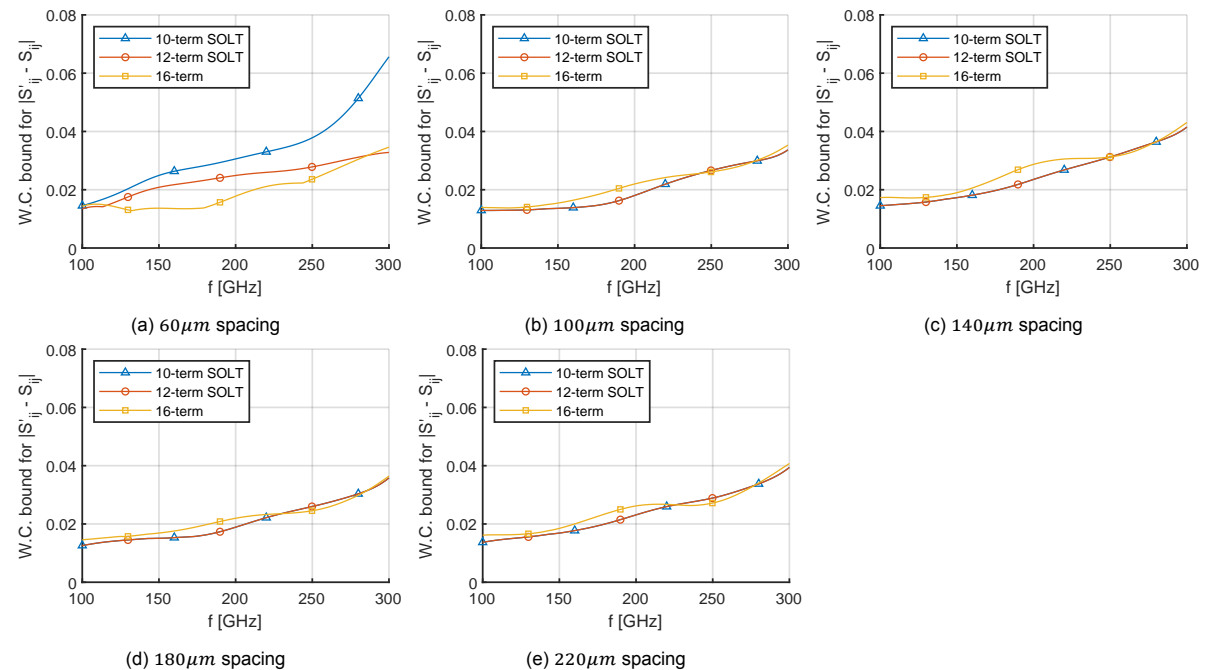 0.08
0.06
0.04
0.02
0
W.C. bound for |S'ij - Sij|
10-term SOLT
12-term SOLT
16-term
100
150
200
250
300
f [GHz]
(a) 60μm spacing
0.08
0.06
0.04
0.02
0
W.C. bound for |S'ij - Sij|
10-term SOLT
12-term SOLT
16-term
100
150
200
250
300
f [GHz]
(b) 100μm spacing
0.08
0.06
0.04
0.02
0
W.C. bound for |S'ij - Sij|
10-term SOLT
12-term SOLT
16-term
100
150
200
250
300
f [GHz]
(c) 140μm spacing
0.08
0.06
0.04
0.02
0
W.C. bound for |S'ij - Sij|
10-term SOLT
12-term SOLT
16-term
100
150
200
250
300
f [GHz]
(d) 180μm spacing
0.08
0.06
0.04
0.02
0
W.C. bound for |S'ij - Sij|
10-term SOLT
12-term SOLT
16-term
100
150
200
250
300
f [GHz]
(e) 220μm spacing